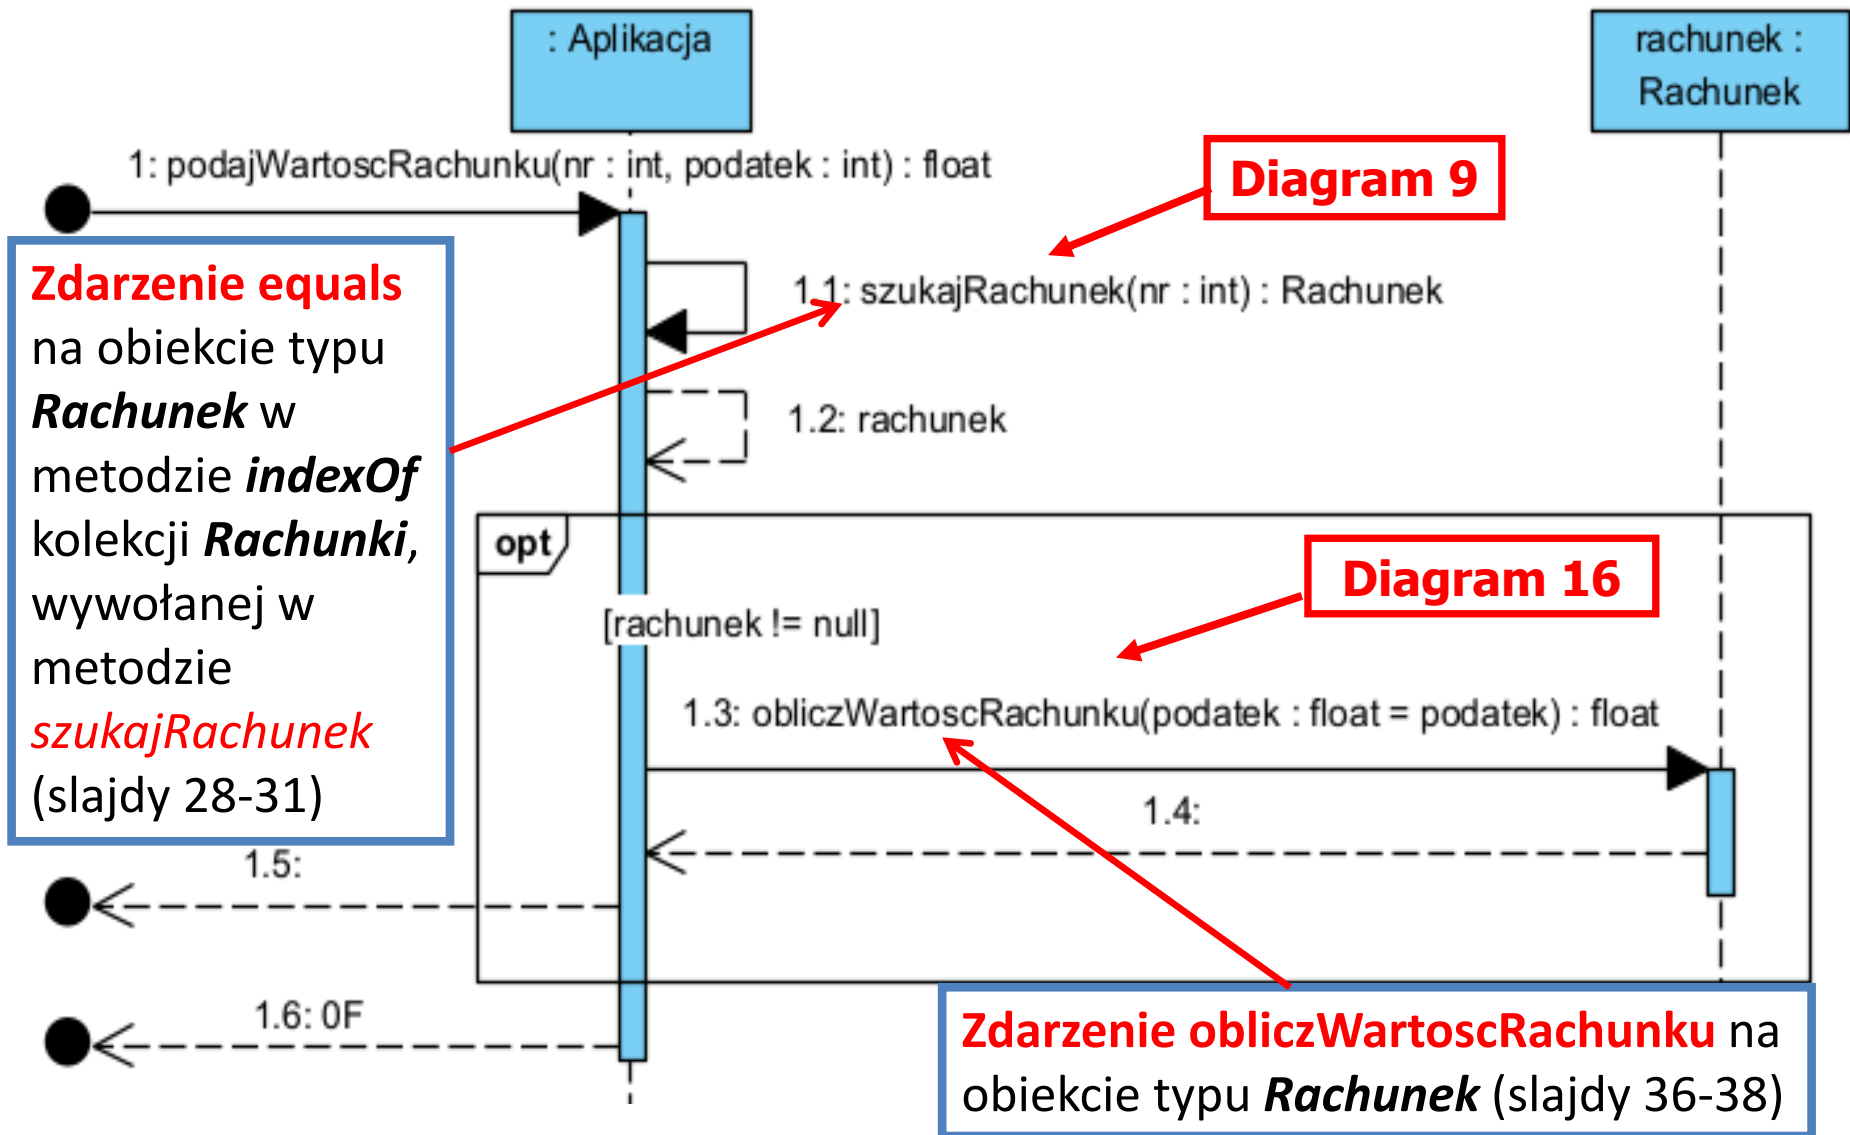 : Aplikacja
rachunek :
Rachunek
1: podajWartoscRachunku(nr : int, podatek : int) : float
Diagram 9
Zdarzenie equals
na obiekcie typu
Rachunek w
metodzie indexOf
kolekcji Rachunki,
wywołanej w
metodzie
szukajRachunek
(slajdy 28-31)
1.1: szukajRachunek(nr : int) : Rachunek
1.2: rachunek
opt
Diagram 16
[rachunek != null]
1.3: obliczWartoscRachunku(podatek : float = podatek) : float
1.4:
1.5:
1.6: 0F
Zdarzenie obliczWartoscRachunku na
obiekcie typu Rachunek (slajdy 36-38)